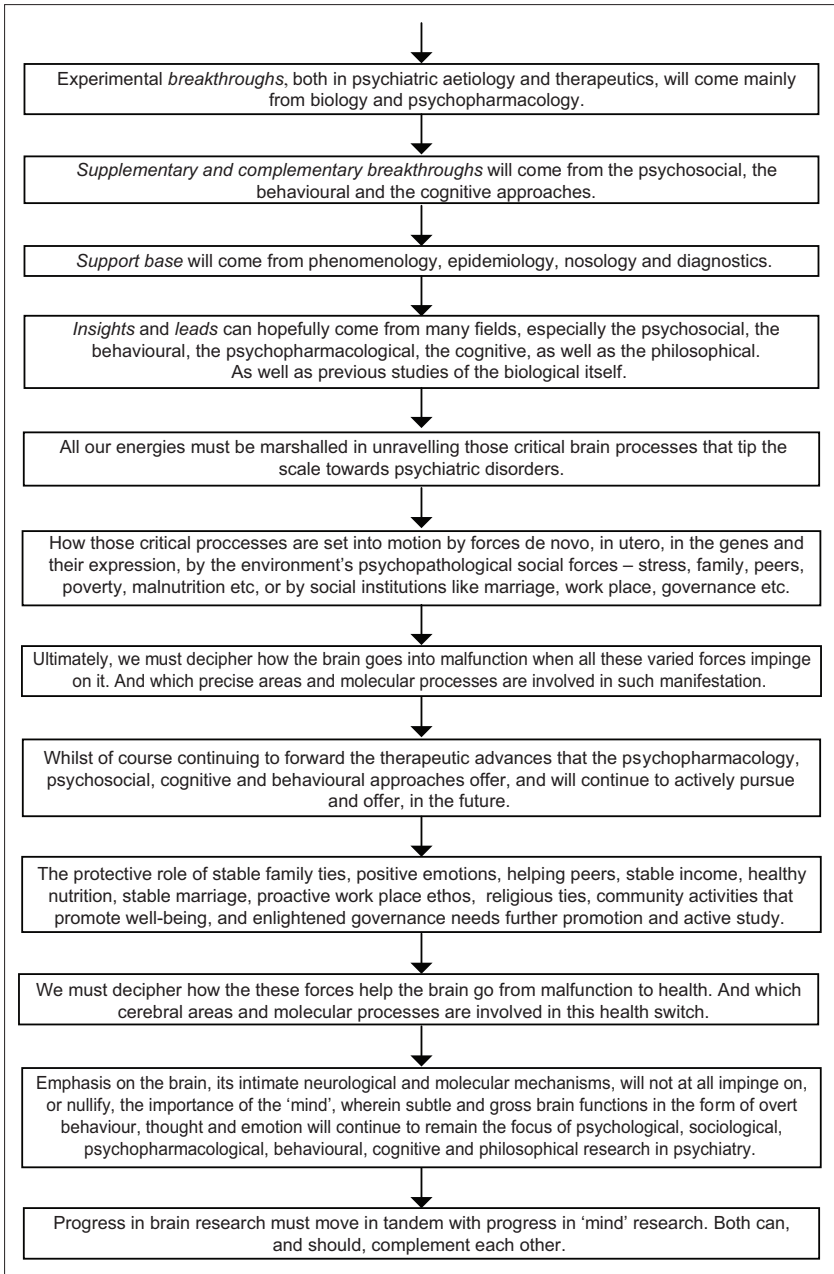 Experimental breakthroughs, both in psychiatric aetiology and therapeutics, will come mainly
from biology and psychopharmacology.
Supplementary and complementary breakthroughs will come from the psychosocial, the
behavioural and the cognitive approaches.
Support base will come from phenomenology, epidemiology, nosology and diagnostics.
Insights and leads can hopefully come from many fields, especially the psychosocial, the
behavioural, the psychopharmacological, the cognitive, as well as the philosophical.
As well as previous studies of the biological itself.
All our energies must be marshalled in unravelling those critical brain processes that tip the
scale towards psychiatric disorders.
How those critical proccesses are set into motion by forces de novo, in utero, in the genes and
their expression, by the environment's psychopathological social forces – stress, family, peers,
poverty, malnutrition etc, or by social institutions like marriage, work place, governance etc.
Ultimately, we must decipher how the brain goes into malfunction when all these varied forces impinge
on it. And which precise areas and molecular processes are involved in such manifestation.
Whilst of course continuing to forward the therapeutic advances that the psychopharmacology,
psychosocial, cognitive and behavioural approaches offer, and will continue to actively pursue
and offer, in the future.
The protective role of stable family ties, positive emotions, helping peers, stable income, healthy
nutrition, stable marriage, proactive work place ethos, religious ties, community activities that
promote well-being, and enlightened governance needs further promotion and active study.
We must decipher how the these forces help the brain go from malfunction to health. And which
cerebral areas and molecular processes are involved in this health switch.
Emphasis on the brain, its intimate neurological and molecular mechanisms, will not at all impinge on,
or nullify, the importance of the 'mind', wherein subtle and gross brain functions in the form of overt
behaviour, thought and emotion will continue to remain the focus of psychological, sociological,
psychopharmacological, behavioural, cognitive and philosophical research in psychiatry.
Progress in brain research must move in tandem with progress in 'mind' research. Both can,
and should, complement each other.